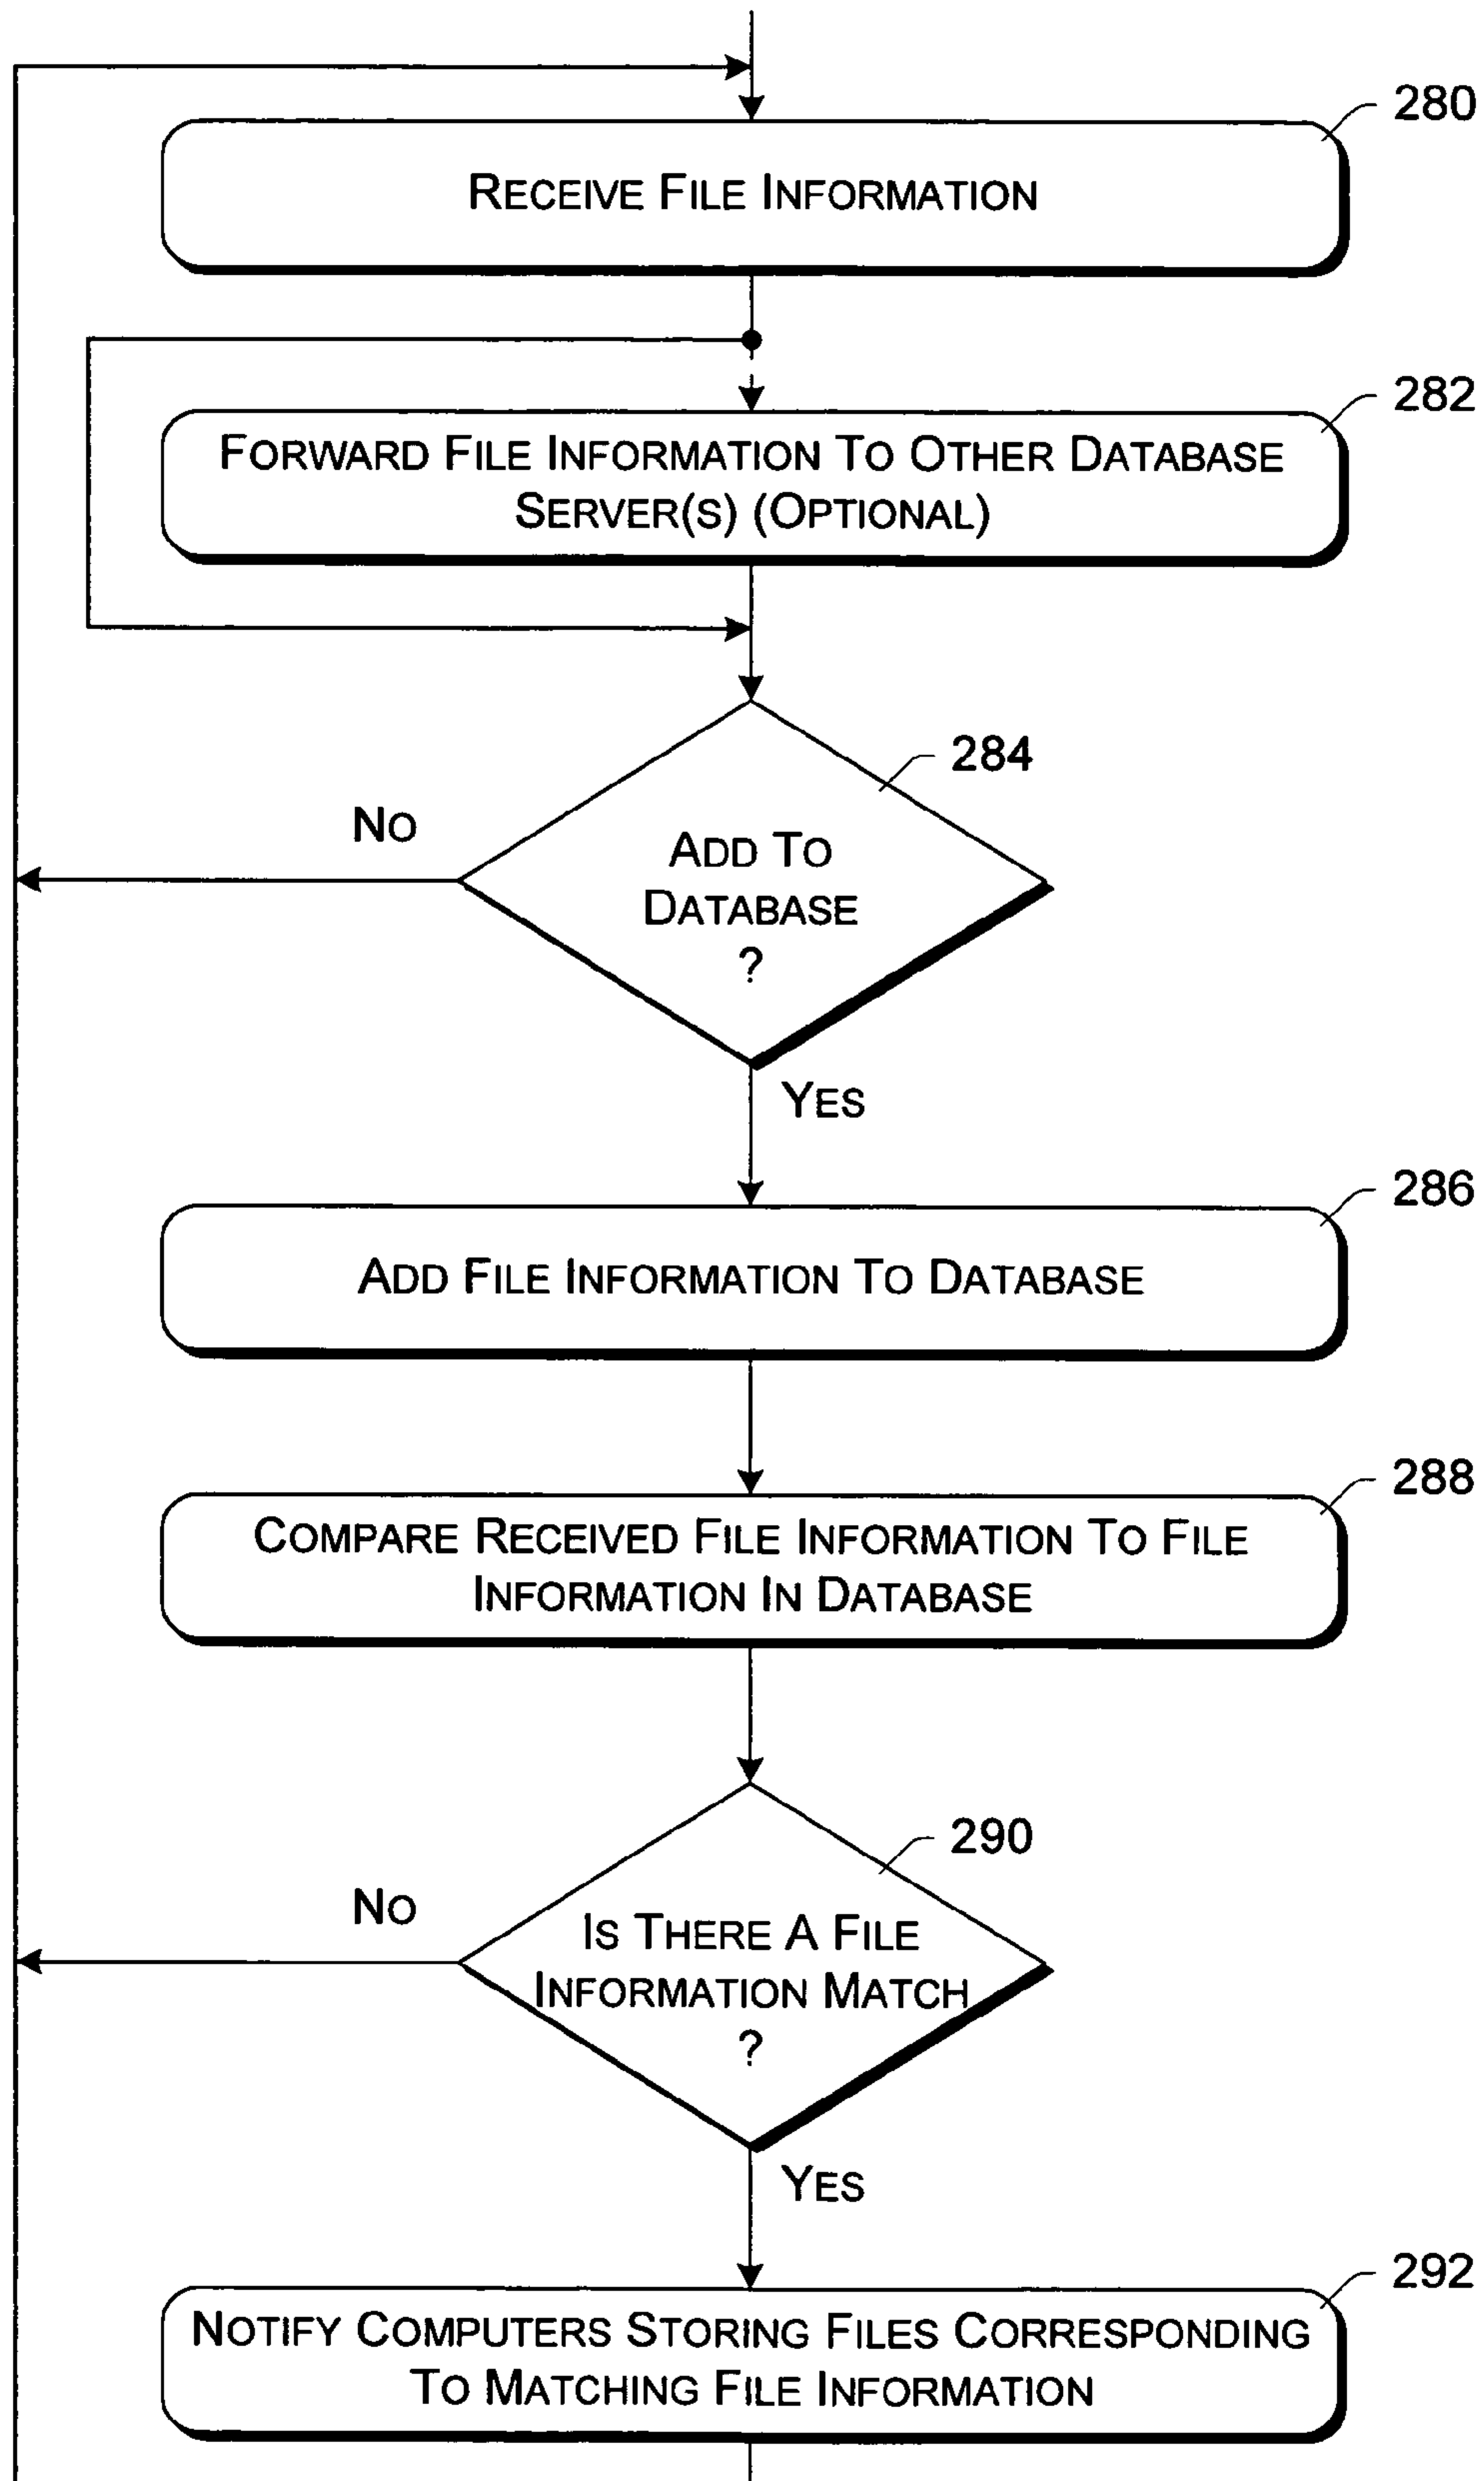 280
RECEIVE FILE INFORMATION
282
FORWARD FILE INFORMATION TO OTHER DATABASE
SERVER(S) (OPTIONAL)
284
NO
ADD TO
DATABASE
?
YES
286
ADD FILE INFORMATION TO DATABASE
288
COMPARE RECEIVED FILE INFORMATION TO FILE
INFORMATION IN DATABASE
290
NO
IS THERE A FILE
INFORMATION MATCH
?
YES
292
NOTIFY COMPUTERS STORING FILES CORRESPONDING
TO MATCHING FILE INFORMATION